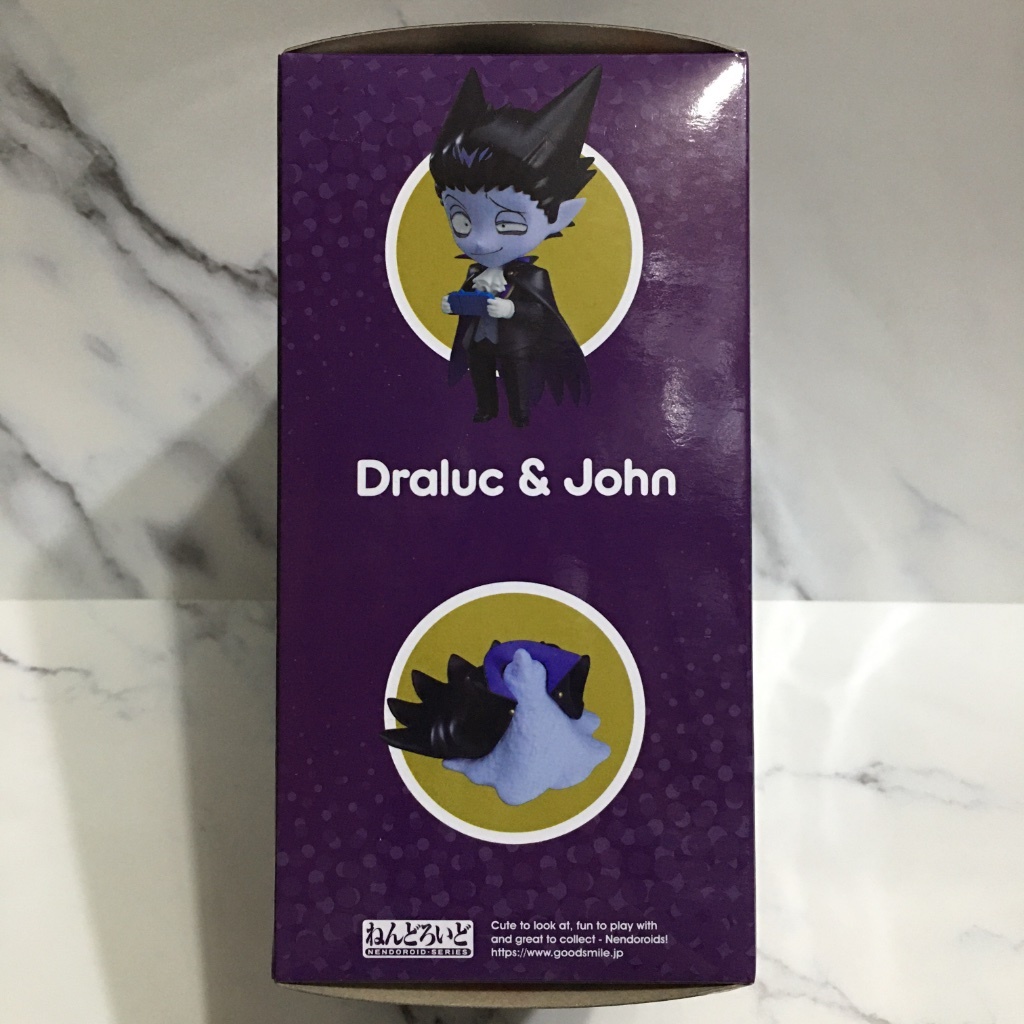 Draluc & John
ねんどろいど
NENDOROID·SERIES
Cute to look at, fun to play with
and great to collect - Nendoroids!
https://www.goodsmile.jp